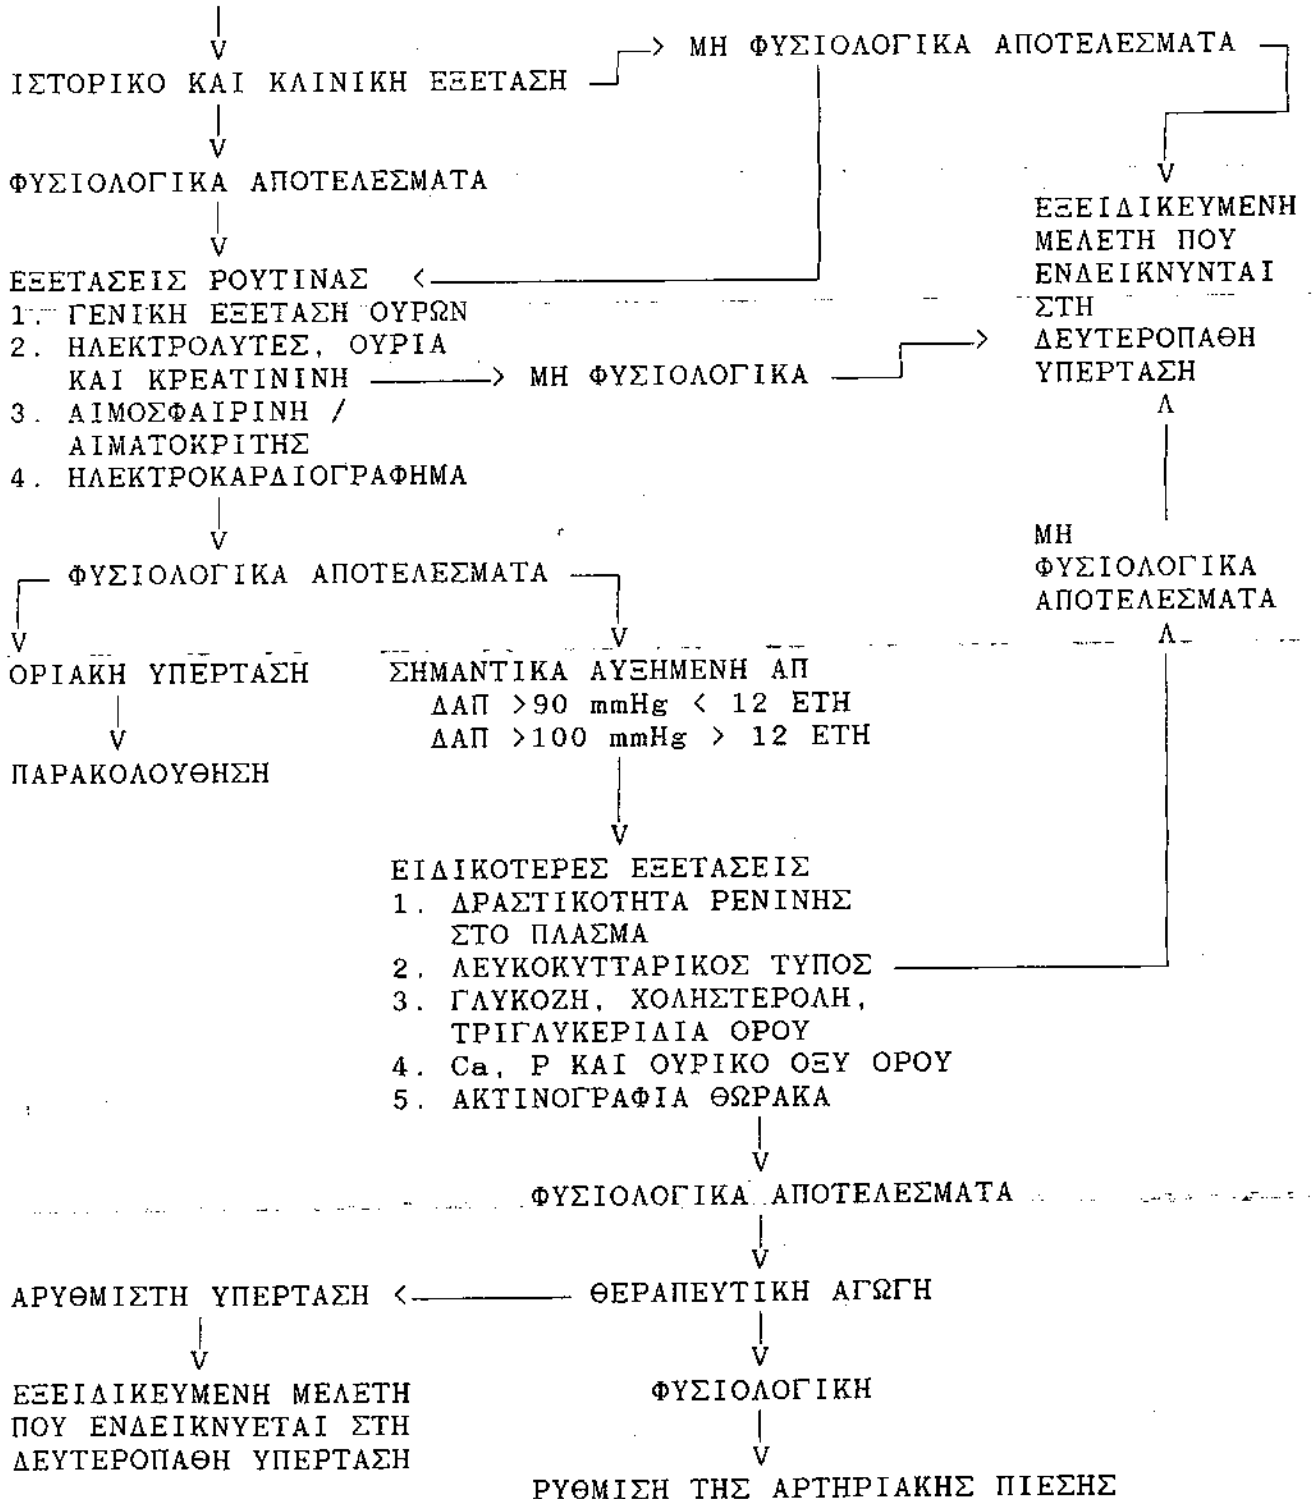 ΜΗ ΦΥΣΙΟΛΟΓΙΚΑ ΑΠΟΤΕΛΕΣΜΑΤΑ
ΙΣΤΟΡΙΚΟ ΚΑΙ ΚΛΙΝΙΚΗ ΕΞΕΤΑΣΗ
ΦΥΣΙΟΛΟΓΙΚΑ ΑΠΟΤΕΛΕΣΜΑΤΑ
ΕΞΕΙΔΙΚΕΥΜΕΝΗ
ΜΕΛΕΤΗ ΠΟΥ
ΕΝΔΕΙΚΝΥΝΤΑΙ
ΣΤΗ
ΔΕΥΤΕΡΟΠΑΘΗ
ΥΠΕΡΤΑΣΗ
ΕΞΕΤΑΣΕΙΣ ΡΟΥΤΙΝΑΣ
1. ΓΕΝΙΚΗ ΕΞΕΤΑΣΗ ΟΥΡΩΝ
2. ΗΛΕΚΤΡΟΛΥΤΕΣ, ΟΥΡΙΑ
ΚΑΙ ΚΡΕΑΤΙΝΙΝΗ
ΜΗ ΦΥΣΙΟΛΟΓΙΚΑ
3. ΑΙΜΟΣΦΑΙΡΙΝΗ /
ΑΙΜΑΤΟΚΡΙΤΗΣ
4. ΗΛΕΚΤΡΟΚΑΡΔΙΟΓΡΑΦΗΜΑ
ΜΗ
ΦΥΣΙΟΛΟΓΙΚΑ
ΑΠΟΤΕΛΕΣΜΑΤΑ
ΦΥΣΙΟΛΟΓΙΚΑ ΑΠΟΤΕΛΕΣΜΑΤΑ
ΟΡΙΑΚΗ ΥΠΕΡΤΑΣΗ
ΠΑΡΑΚΟΛΟΥΘΗΣΗ
ΣΗΜΑΝΤΙΚΑ ΑΥΞΗΜΕΝΗ ΑΠ
ΔΑΠ >90 mmHg < 12 ΕΤΗ
ΔΑΠ >100 mmHg > 12 ΕΤΗ
ΕΙΔΙΚΟΤΕΡΕΣ ΕΞΕΤΑΣΕΙΣ
1. ΔΡΑΣΤΙΚΟΤΗΤΑ ΡΕΝΙΝΗΣ
ΣΤΟ ΠΛΑΣΜΑ
2. ΛΕΥΚΟΚΥΤΤΑΡΙΚΟΣ ΤΥΠΟΣ
3. ΓΛΥΚΟΖΗ, ΧΟΛΗΣΤΕΡΟΛΗ,
ΤΡΙΓΛΥΚΕΡΙΔΙΑ ΟΡΟΥ
4. Ca, P ΚΑΙ ΟΥΡΙΚΟ ΟΞΥ ΟΡΟΥ
5. ΑΚΤΙΝΟΓΡΑΦΙΑ ΘΩΡΑΚΑ
ΦΥΣΙΟΛΟΓΙΚΑ ΑΠΟΤΕΛΕΣΜΑΤΑ
ΑΡΥΘΜΙΣΤΗ ΥΠΕΡΤΑΣΗ
ΘΕΡΑΠΕΥΤΙΚΗ ΑΓΩΓΗ
ΕΞΕΙΔΙΚΕΥΜΕΝΗ ΜΕΛΕΤΗ
ΠΟΥ ΕΝΔΕΙΚΝΥΕΤΑΙ ΣΤΗ
ΔΕΥΤΕΡΟΠΑΘΗ ΥΠΕΡΤΑΣΗ
ΦΥΣΙΟΛΟΓΙΚΗ
ΡΥΘΜΙΣΗ ΤΗΣ ΑΡΤΗΡΙΑΚΗΣ ΠΙΕΣΗΣ